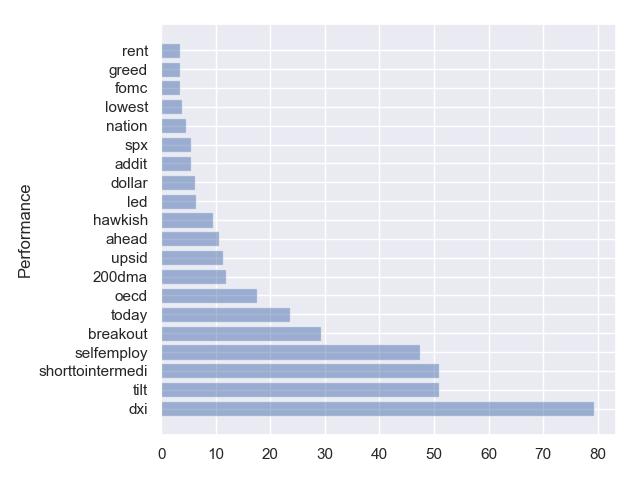 rent
greed
fomc
lowest
nation
spx
addit
dollar
led
hawkish
ahead
upsid
200dma
oecd
today
breakout
selfemploy
shorttointermedi
tilt
dxi
Performance
0 10 20 30 40 50 60 70 80